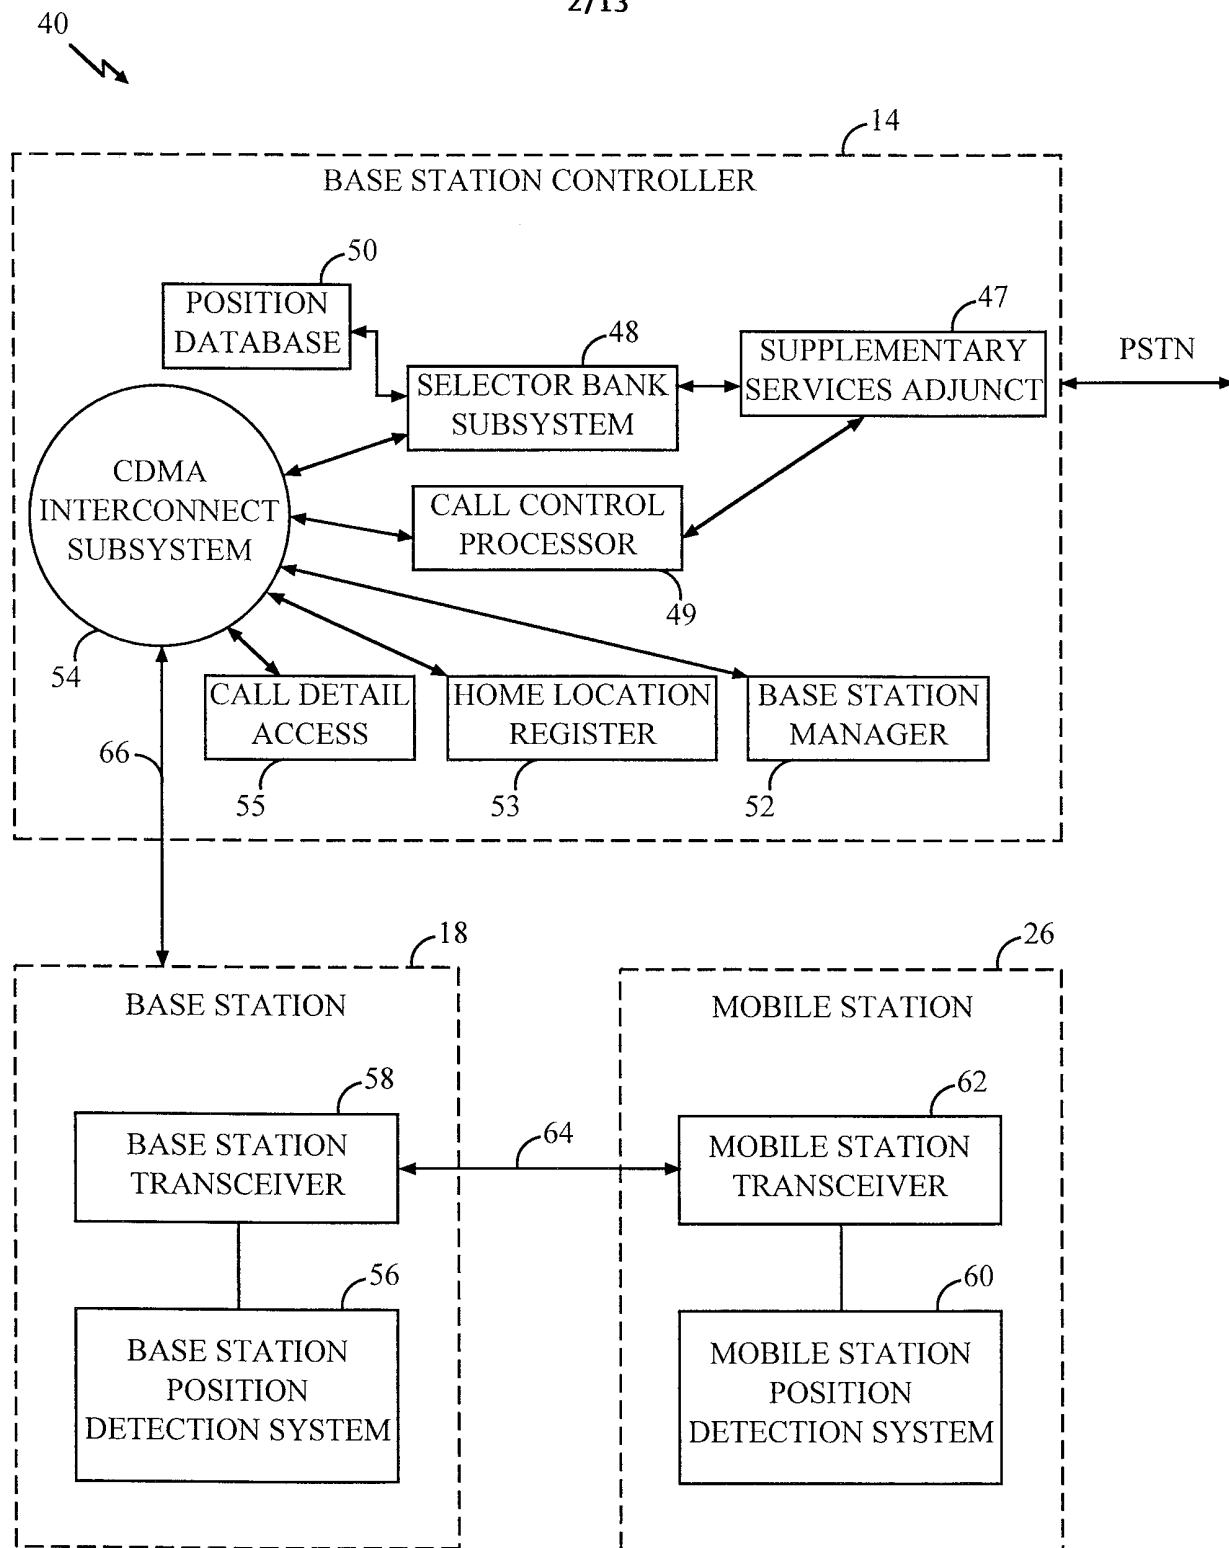 2/13
40
14
BASE STATION CONTROLLER
50
POSITION
DATABASE
48
SELECTOR BANK
SUBSYSTEM
47
SUPPLEMENTARY
SERVICES ADJUNCT
PSTN
CDMA
INTERCONNECT
SUBSYSTEM
54
CALL CONTROL
PROCESSOR
49
CALL DETAIL
ACCESS
55
HOME LOCATION
REGISTER
53
BASE STATION
MANAGER
52
66
18
BASE STATION
58
BASE STATION
TRANSCEIVER
64
56
BASE STATION
POSITION
DETECTION SYSTEM
26
MOBILE STATION
62
MOBILE STATION
TRANSCEIVER
60
MOBILE STATION
POSITION
DETECTION SYSTEM